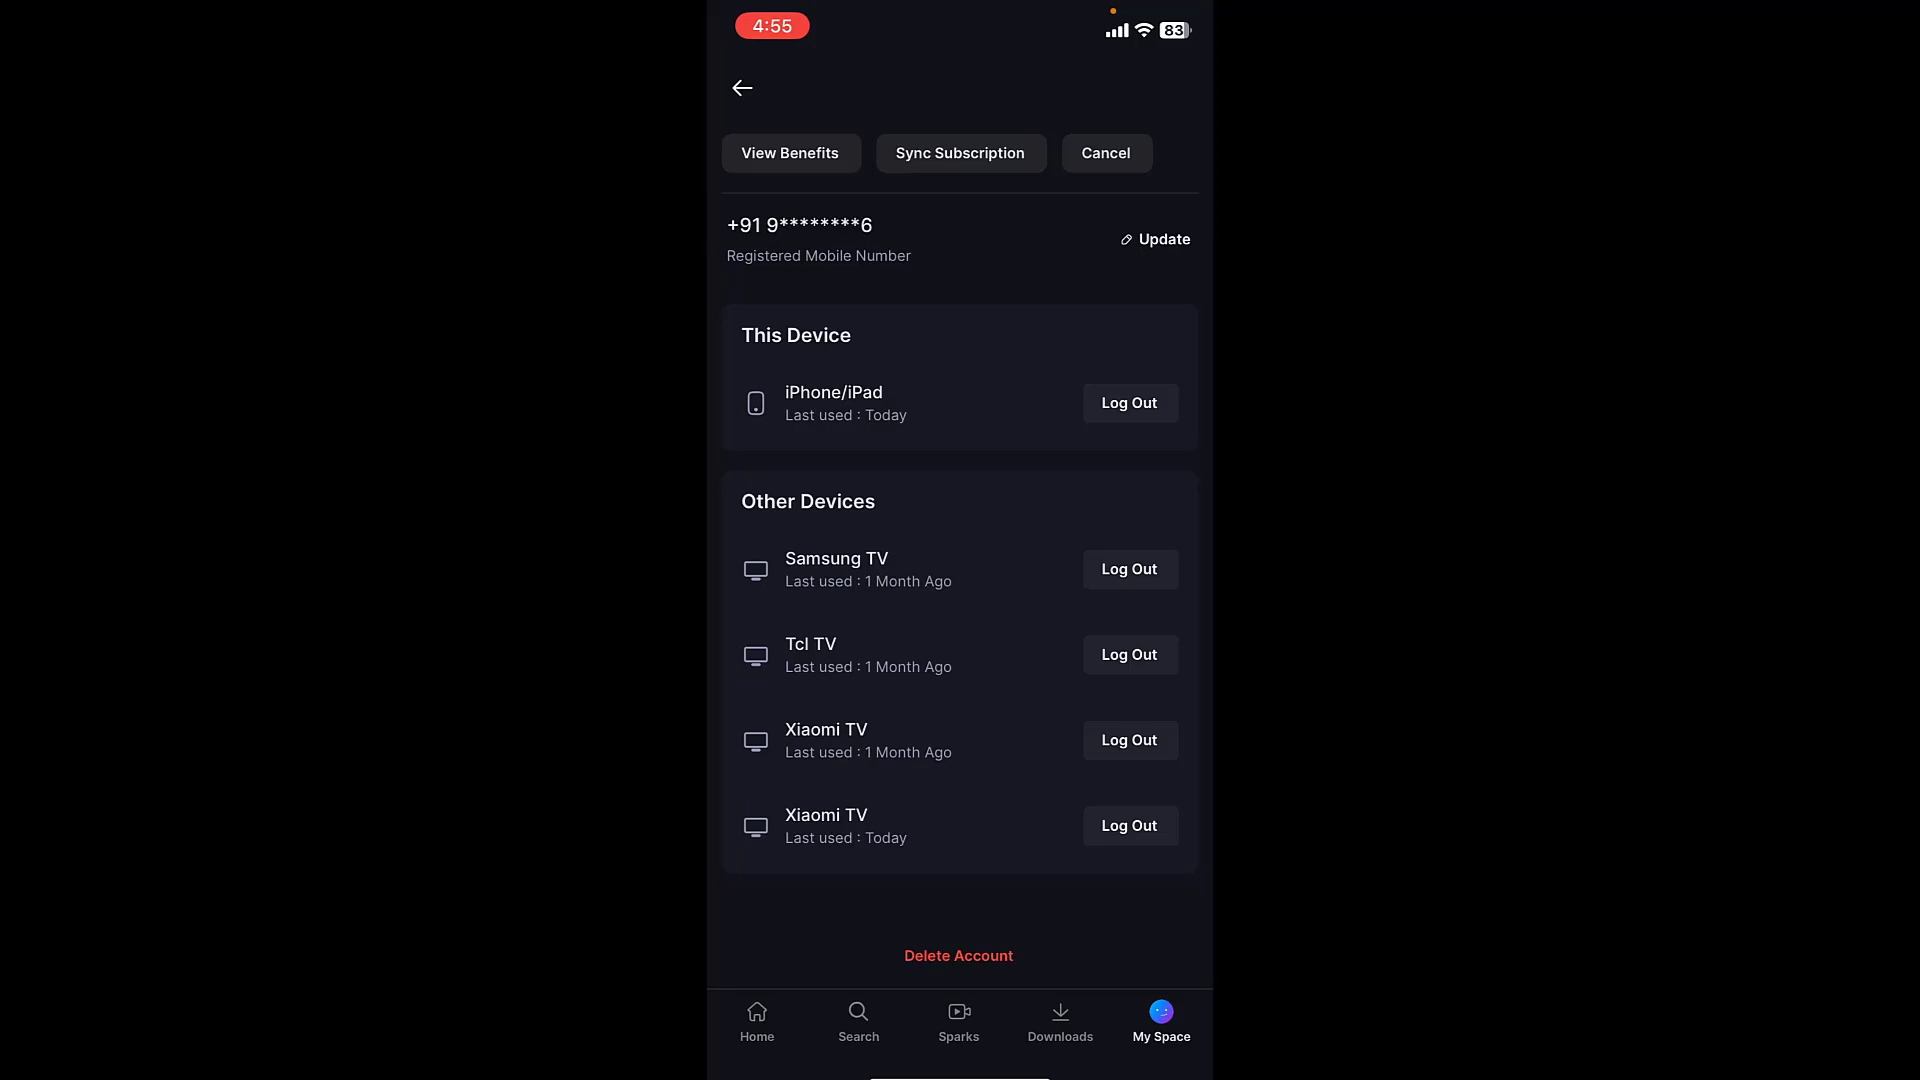 4:55
83
View Benefits Sync Subscription Cancel
+91 9********6
Registered Mobile Number
Update
This Device
iPhone/iPad
Last used : Today
Log Out
Other Devices
Samsung TV
Last used : 1 Month Ago
Log Out
Tcl TV
Last used : 1 Month Ago
Log Out
Xiaomi TV
Last used : 1 Month Ago
Log Out
Xiaomi TV
Last used : Today
Log Out
Delete Account
Home Search Sparks Downloads My Space